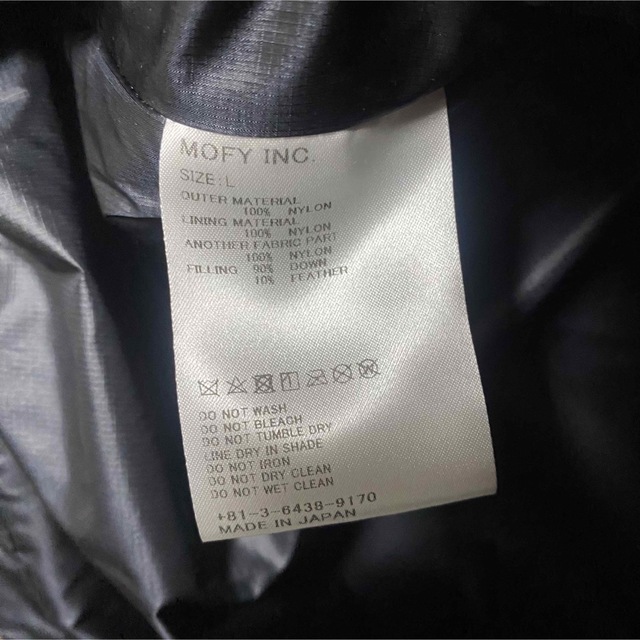 MOFY INC.
SIZE:L
OUTER MATERIAL
100% NYLON
LINING MATERIAL
100% NYLON
ANOTHER FABRIC PART
100% NYLON
FILLING 90% DOWN
10% FEATHER
DO NOT WASH
DO NOT BLEACH
DO NOT TUMBLE DRY
LINE DRY IN SHADE
DO NOT IRON
DO NOT DRY CLEAN
DO NOT WET CLEAN
+81-3-6438-9170
MADE IN JAPAN